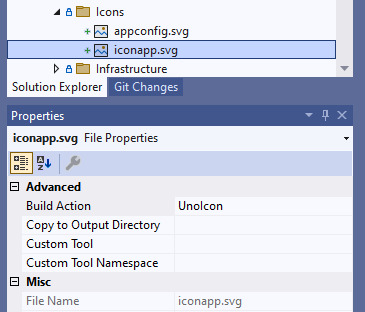 Icons
appconfig.svg
iconapp.svg
Infrastructure
Solution Explorer Git Changes
Properties
iconapp.svg File Properties
Advanced
Build Action UnoIcon
Copy to Output Directory
Custom Tool
Custom Tool Namespace
Misc
File Name iconapp.svg